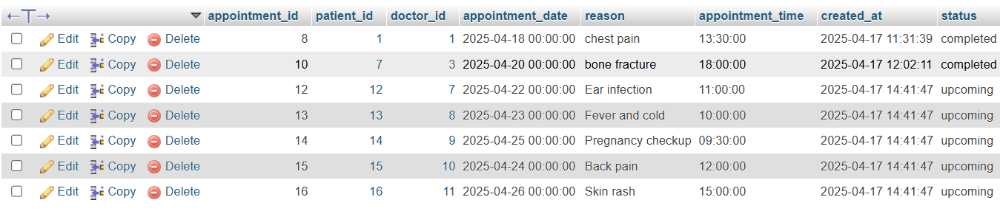 appointment_id patient_id doctor_id appointment_date reason appointment_time created_at status
Edit Copy Delete 8 1 1 2025-04-18 00:00:00 chest pain 13:30:00 2025-04-17 11:31:39 completed
Edit Copy Delete 10 7 3 2025-04-20 00:00:00 bone fracture 18:00:00 2025-04-17 12:02:11 completed
Edit Copy Delete 12 12 7 2025-04-22 00:00:00 Ear infection 11:00:00 2025-04-17 14:41:47 upcoming
Edit Copy Delete 13 13 8 2025-04-23 00:00:00 Fever and cold 10:00:00 2025-04-17 14:41:47 upcoming
Edit Copy Delete 14 14 9 2025-04-25 00:00:00 Pregnancy checkup 09:30:00 2025-04-17 14:41:47 upcoming
Edit Copy Delete 15 15 10 2025-04-24 00:00:00 Back pain 12:00:00 2025-04-17 14:41:47 upcoming
Edit Copy Delete 16 16 11 2025-04-26 00:00:00 Skin rash 15:00:00 2025-04-17 14:41:47 upcoming